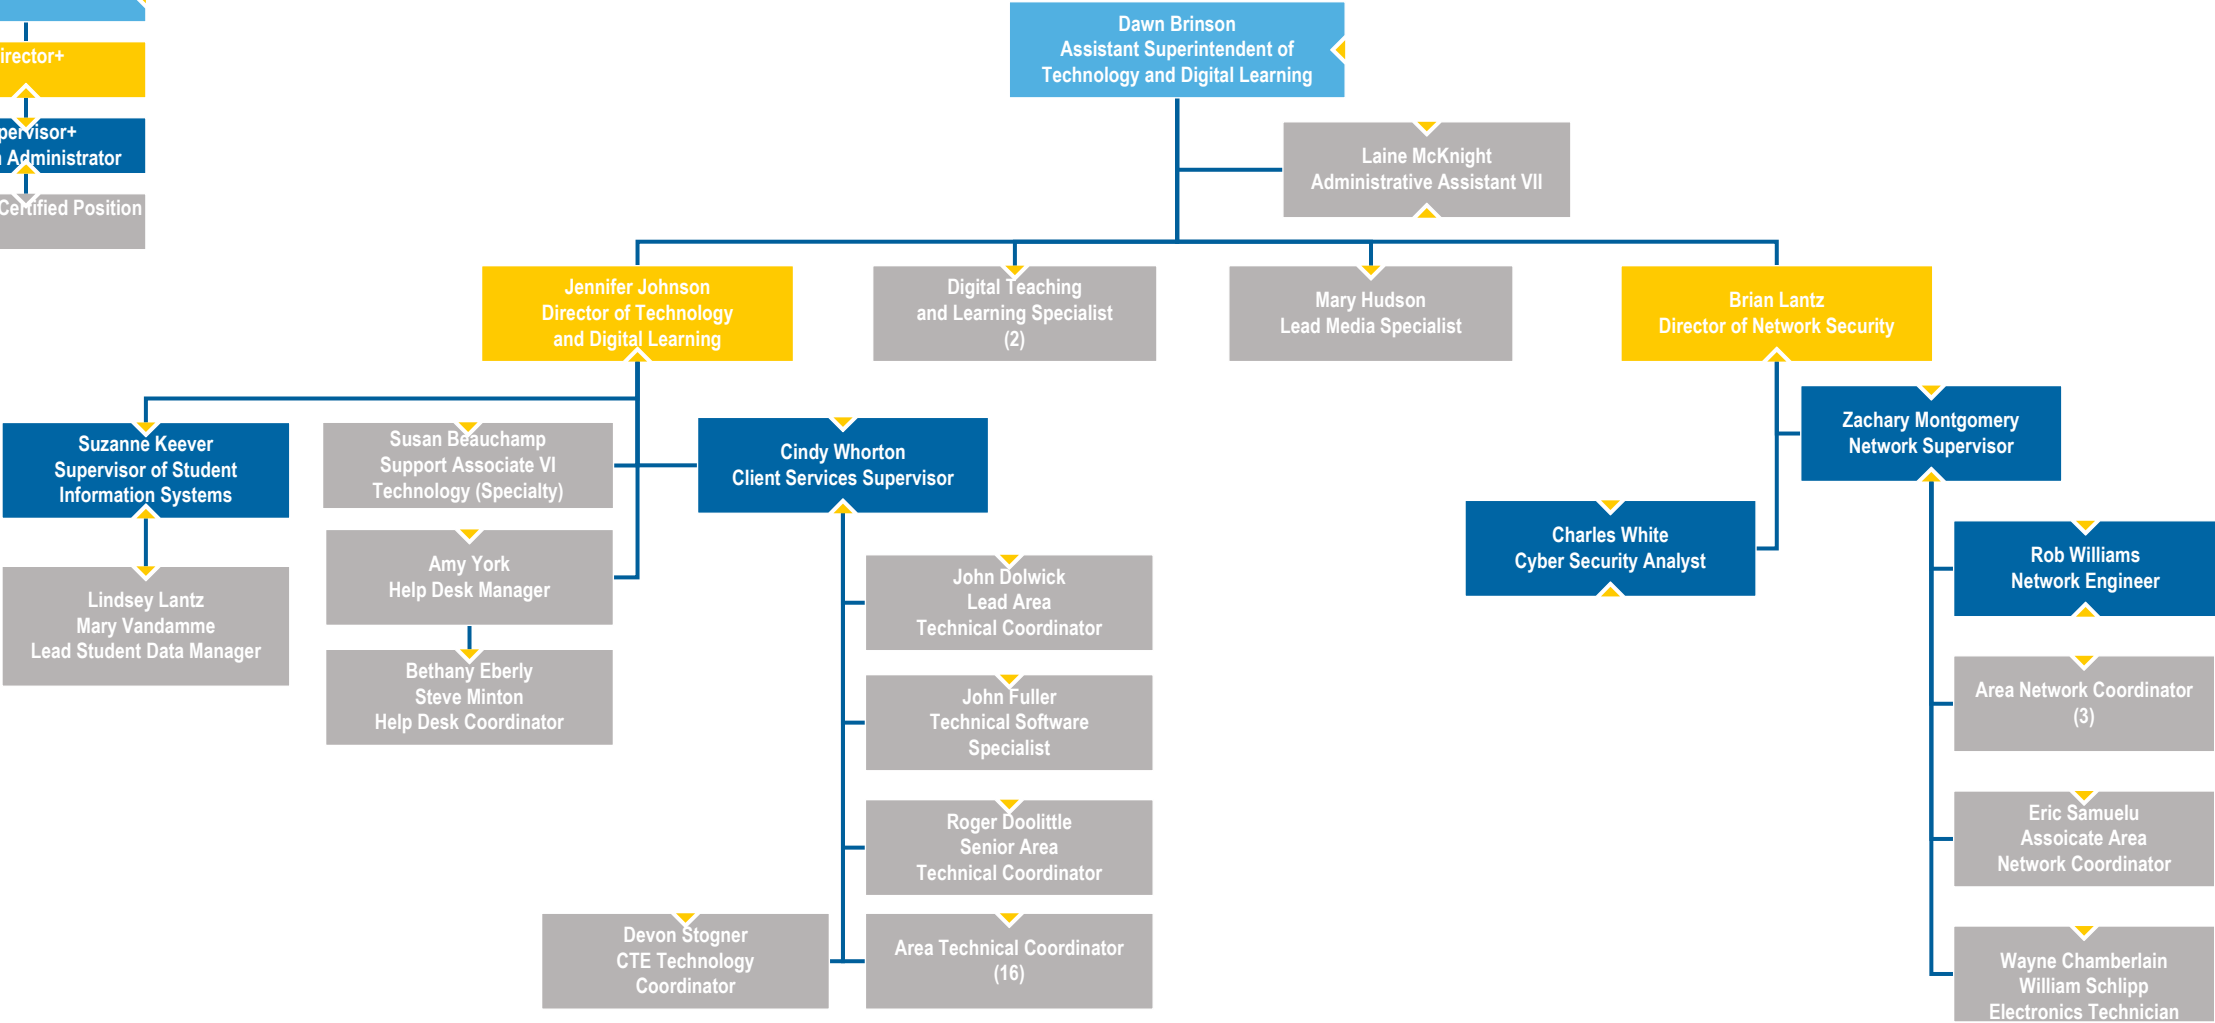 Dawn Brinson
Assistant Superintendent of
Technology and Digital Learning
Laine McKnight
Administrative Assistant VII
Administrator
Certified Position
Jennifer Johnson
Director of Technology
and Digital Learning
Digital Teaching
and Learning Specialist
(2)
Mary Hudson
Lead Media Specialist
Brian Lantz
Director of Network Security
Suzanne Keever
Supervisor of Student
Information Systems
Susan Beauchamp
Support Associate VI
Technology (Specialty)
Cindy Whorton
Client Services Supervisor
Zachary Montgomery
Network Supervisor
Charles White
Cyber Security Analyst
Rob Williams
Network Engineer
Lindsey Lantz
Mary Vandamme
Lead Student Data Manager
Amy York
Help Desk Manager
Bethany Eberly
Steve Minton
Help Desk Coordinator
John Dolwick
Lead Area
Technical Coordinator
John Fuller
Technical Software
Specialist
Roger Doolittle
Senior Area
Technical Coordinator
Devon Stogner
CTE Technology
Coordinator
Area Technical Coordinator
(16)
Area Network Coordinator
(3)
Eric Samuelu
Assoicate Area
Network Coordinator
Wayne Chamberlain
William Schlipp
Electronics Technician